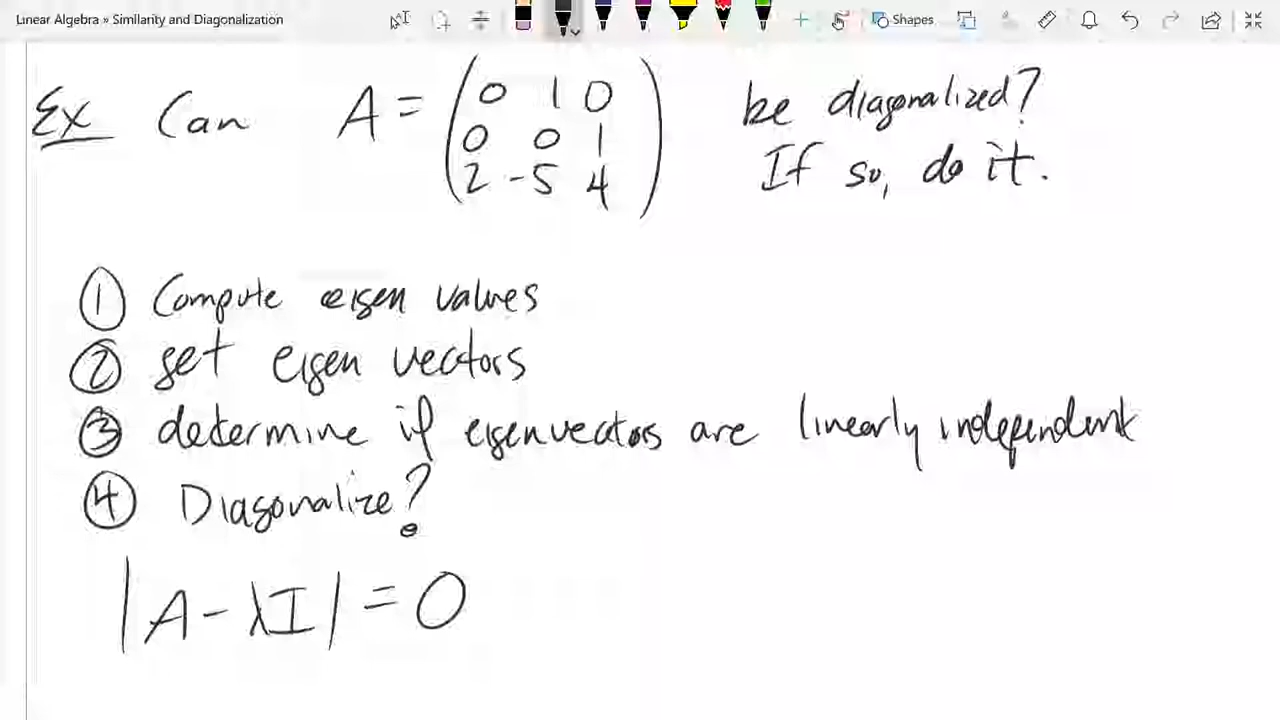 Linear Algebra » Similarity and Diagonalization
Shapes
Ex Can A = (0 1 0 be diagonalized?
0 0 1
2 -5 4) If so, do it.
① Compute eigen values
② get eigen vectors
③ determine if eigenvectors are linearly independent
④ Diagonalize?
|A - λI| = 0